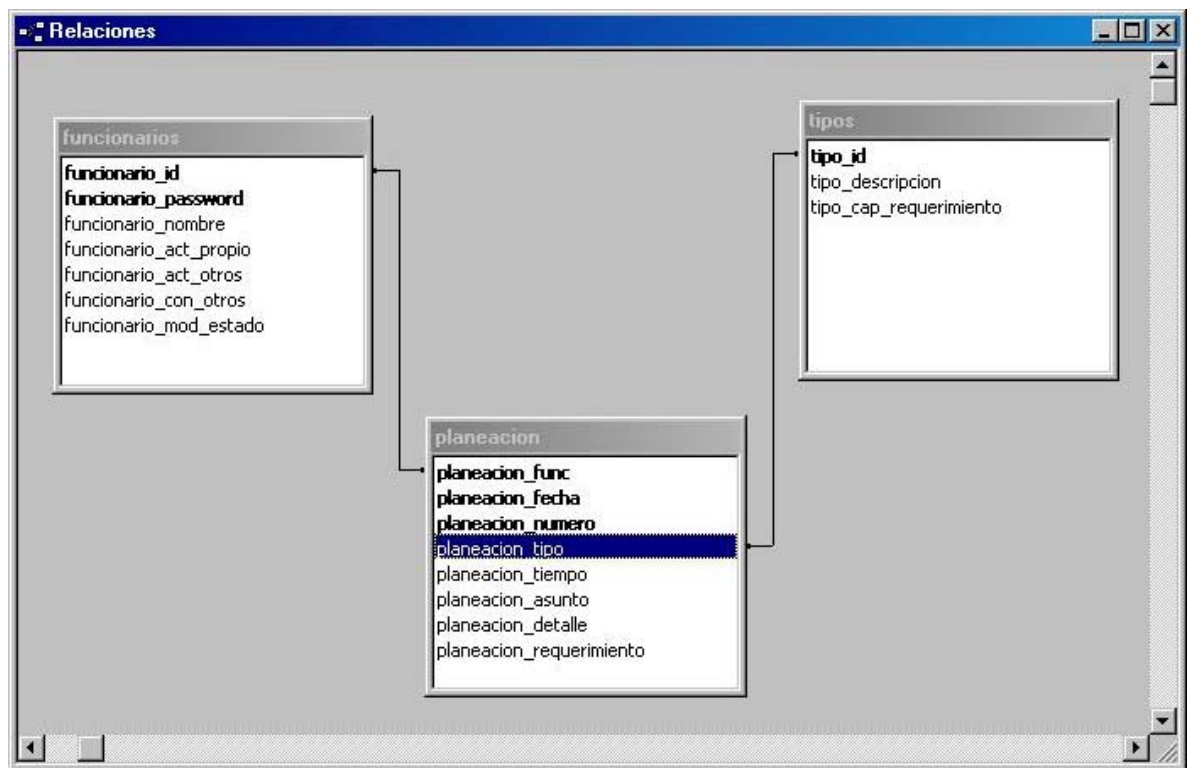 Relaciones
funcionarios
funcionario_id
funcionario_password
funcionario_nombre
funcionario_act_propio
funcionario_act_otros
funcionario_con_otros
funcionario_mod_estado
tipos
tipo_id
tipo_descripcion
tipo_cap_requerimiento
planeacion
planeacion_func
planeacion_fecha
planeacion_numero
planeacion_tipo
planeacion_tiempo
planeacion_asunto
planeacion_detalle
planeacion_requerimiento